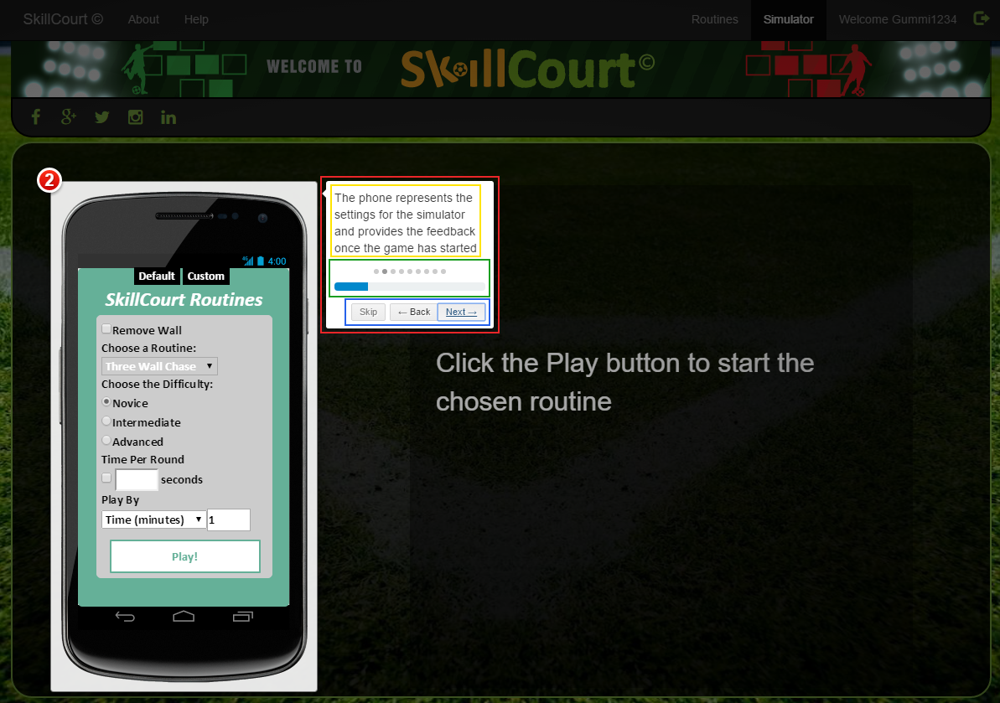 SkillCourt © About Help Routines Simulator Welcome Gummi1234
WELCOME TO SkillCourt©
2
The phone represents the
settings for the simulator
and provides the feedback
once the game has started
Skip ← Back Next →
4G 4:00
Default Custom
SkillCourt Routines
Remove Wall
Choose a Routine:
Three Wall Chase
Choose the Difficulty:
Novice
Intermediate
Advanced
Time Per Round
seconds
Play By
Time (minutes) 1
Play!
Click the Play button to start the
chosen routine